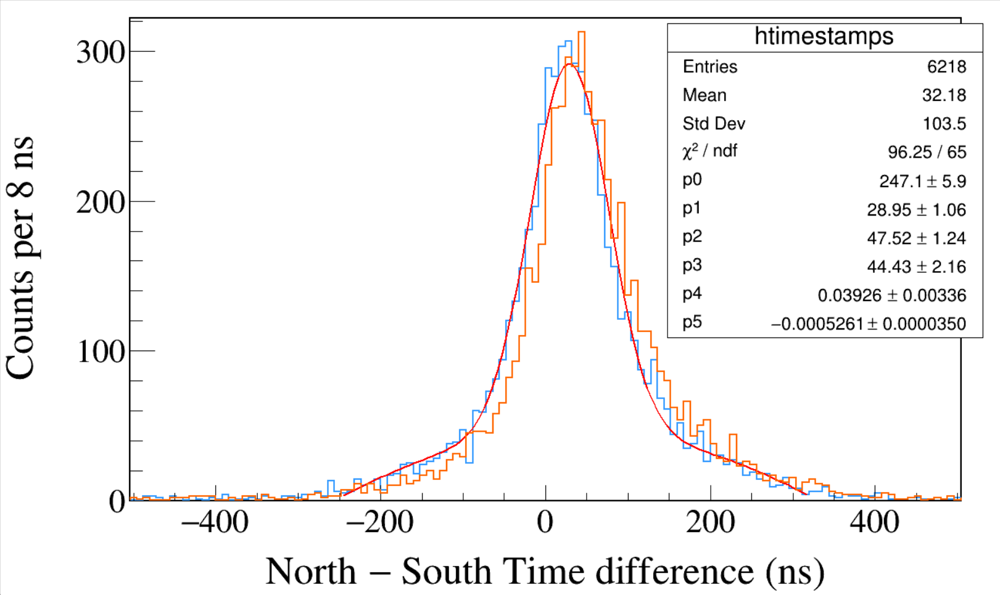 htimestamps
Entries 6218
Mean 32.18
Std Dev 103.5
χ² / ndf 96.25 / 65
p0 247.1 ± 5.9
p1 28.95 ± 1.06
p2 47.52 ± 1.24
p3 44.43 ± 2.16
p4 0.03926 ± 0.00336
p5 −0.0005261 ± 0.0000350
Counts per 8 ns
300
200
100
0
−400 −200 0 200 400
North − South Time difference (ns)